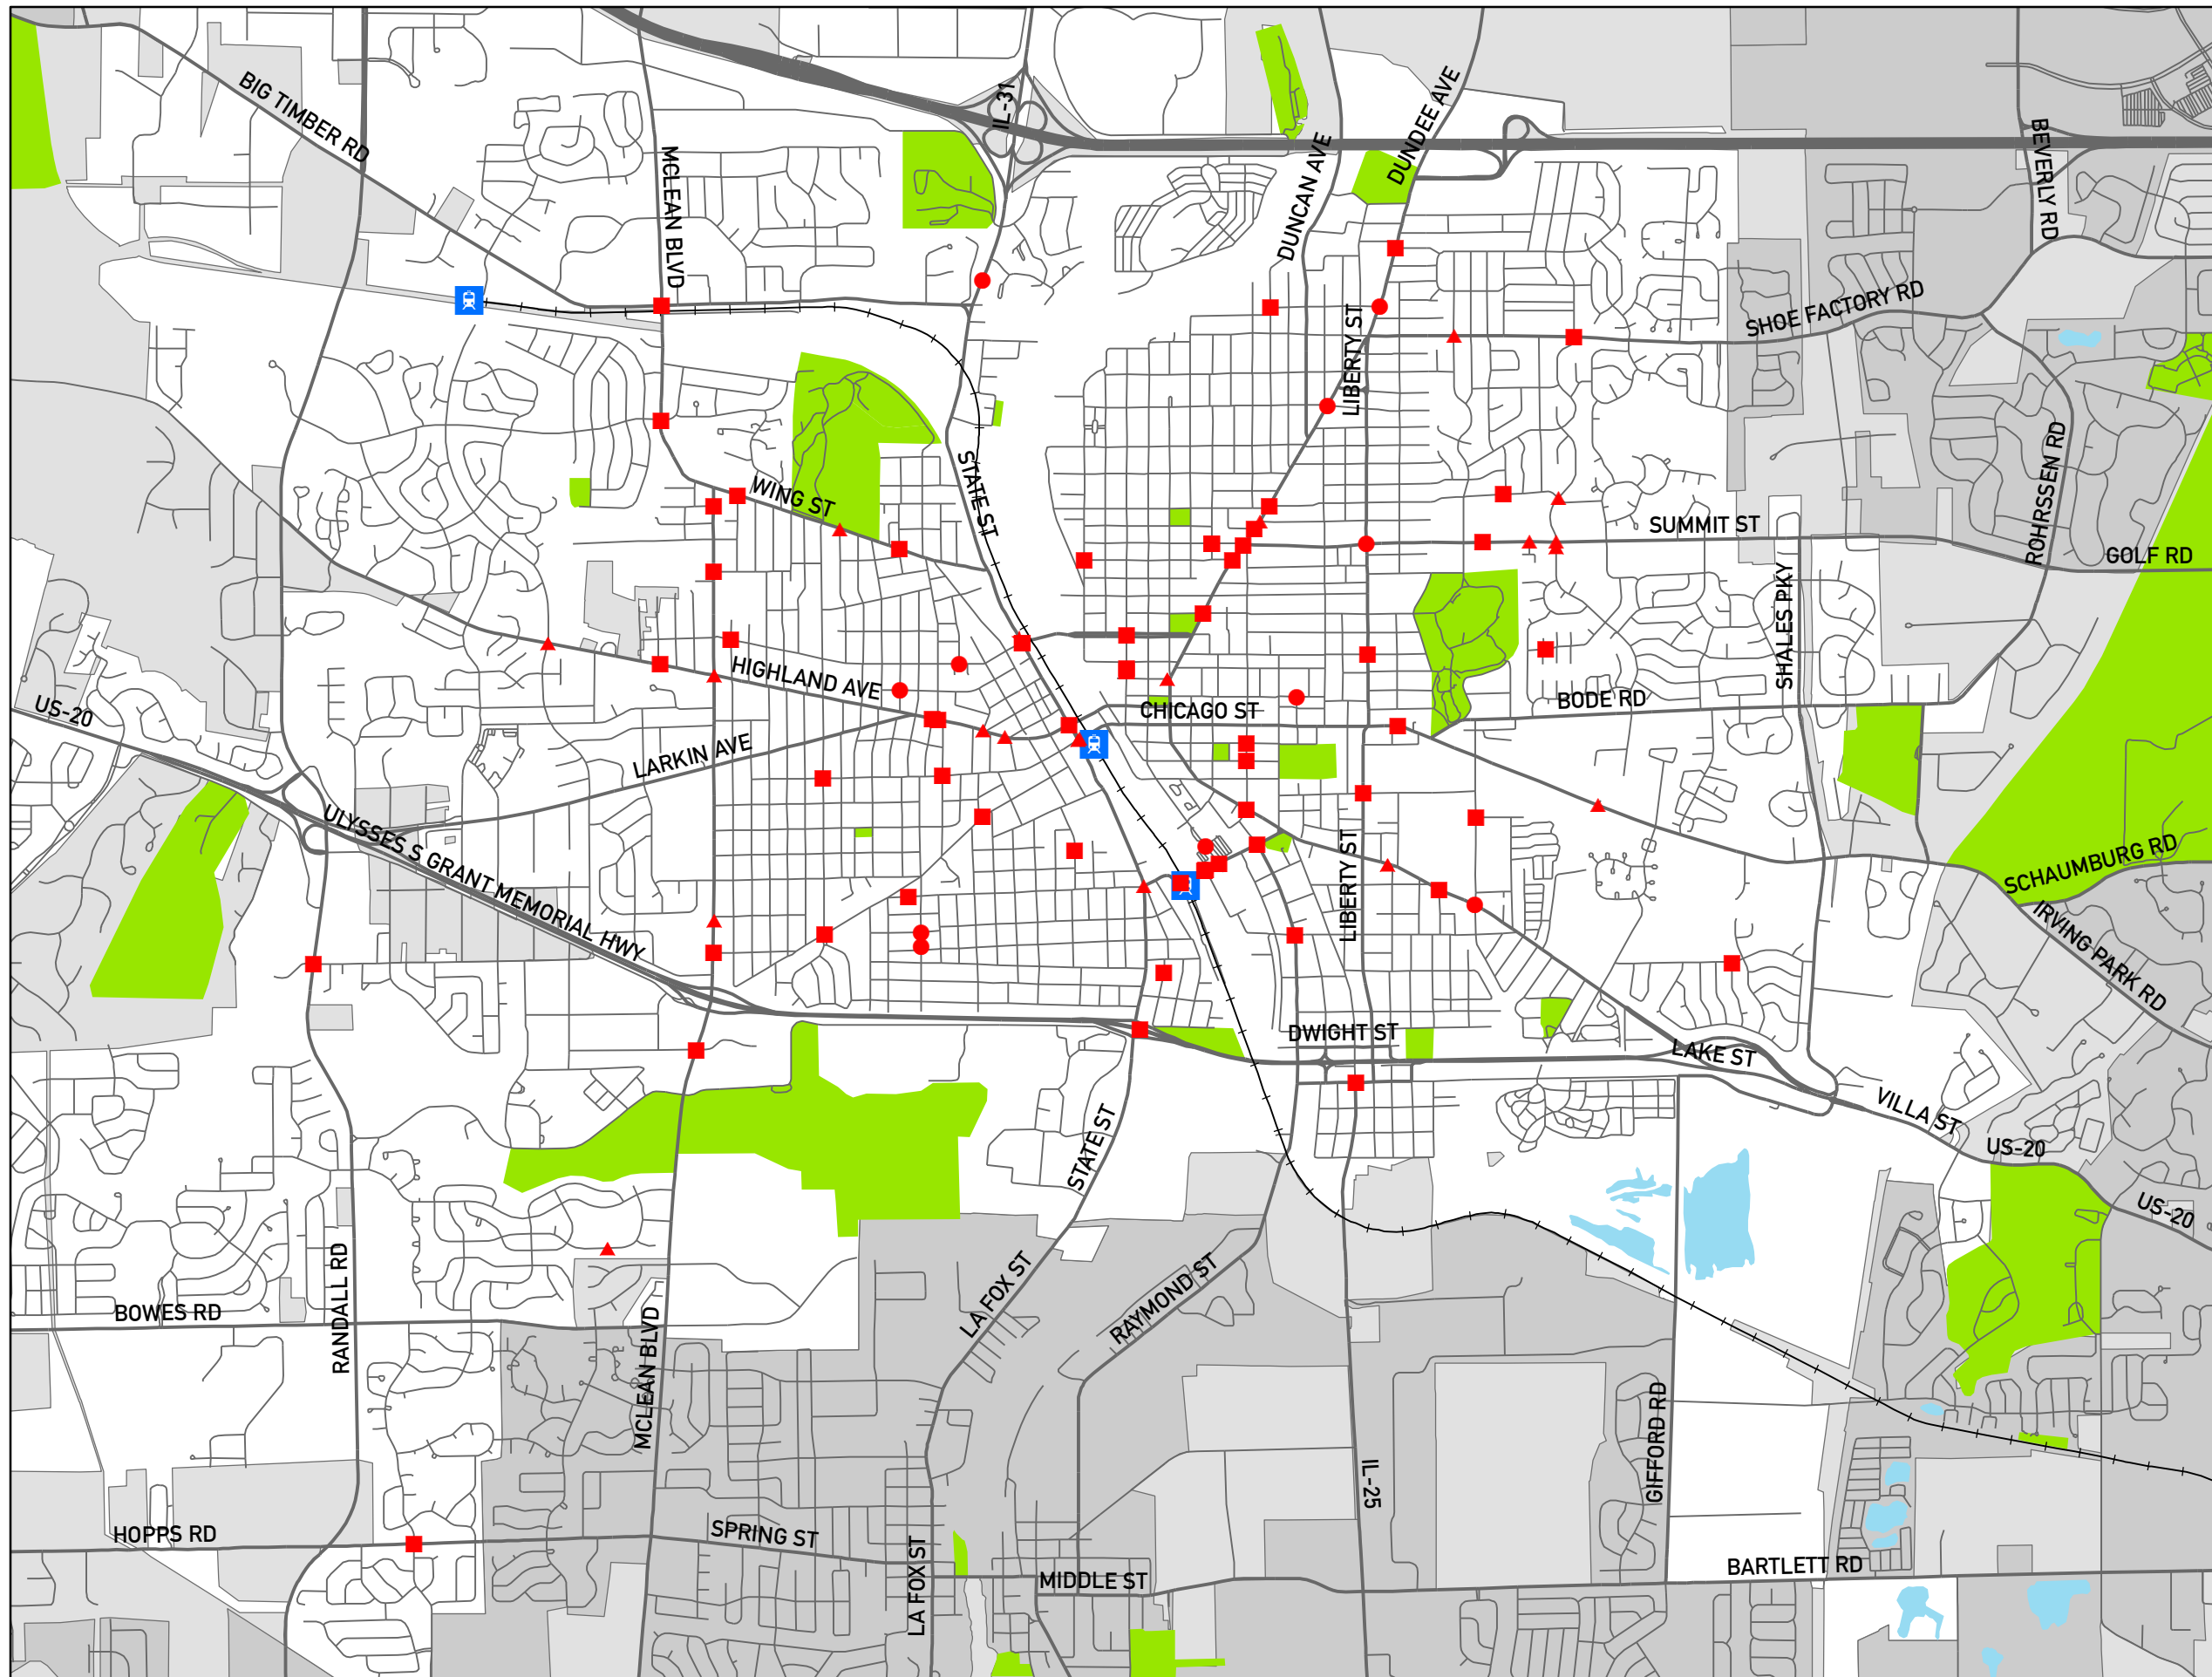 BIG TIMBER RD
MCLEAN BLVD
IL-31
DUNCAN AVE
DUNDEE AVE
BEVERLY RD
SHOE FACTORY RD
LIBERTY ST
WING ST
STATE ST
SUMMIT ST
ROHRSSEN RD
GOLF RD
SHALES PKY
HIGHLAND AVE
US-20
CHICAGO ST
BODE RD
LARKIN AVE
ULYSSES S GRANT MEMORIAL HWY
LIBERTY ST
SCHAUMBURG RD
IRVING PARK RD
DWIGHT ST
LAKE ST
VILLA ST
US-20
US-20
STATE ST
RANDALL RD
BOWES RD
MCLEAN BLVD
LA FOX ST
RAYMOND ST
GIFFORD RD
IL-25
HOPPS RD
SPRING ST
LA FOX ST
MIDDLE ST
BARTLETT RD